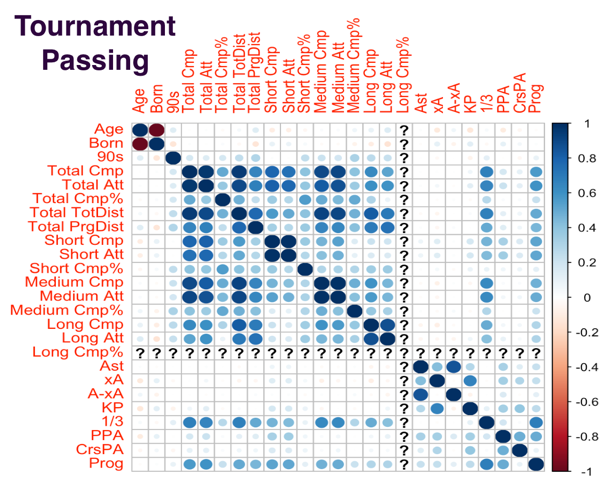 Tournament
Passing
Age
Born
90s
Total Cmp
Total Att
Total Cmp%
Total TotDist
Total PrgDist
Short Cmp
Short Att
Short Cmp%
Medium Cmp
Medium Att
Medium Cmp%
Long Cmp
Long Att
Long Cmp%
Ast
xA
A-xA
KP
1/3
PPA
CrsPA
Prog
Age ?
Born ?
90s ?
Total Cmp ?
Total Att ?
Total Cmp% ?
Total TotDist ?
Total PrgDist ?
Short Cmp ?
Short Att ?
Short Cmp% ?
Medium Cmp ?
Medium Att ?
Medium Cmp% ?
Long Cmp ?
Long Att ?
Long Cmp% ? ? ? ? ? ? ? ? ? ? ? ? ? ? ? ? ? ? ? ? ? ? ? ? ?
Ast ?
xA ?
A-xA ?
KP ?
1/3 ?
PPA ?
CrsPA ?
Prog ?
1
0.8
0.6
0.4
0.2
0
-0.2
-0.4
-0.6
-0.8
-1